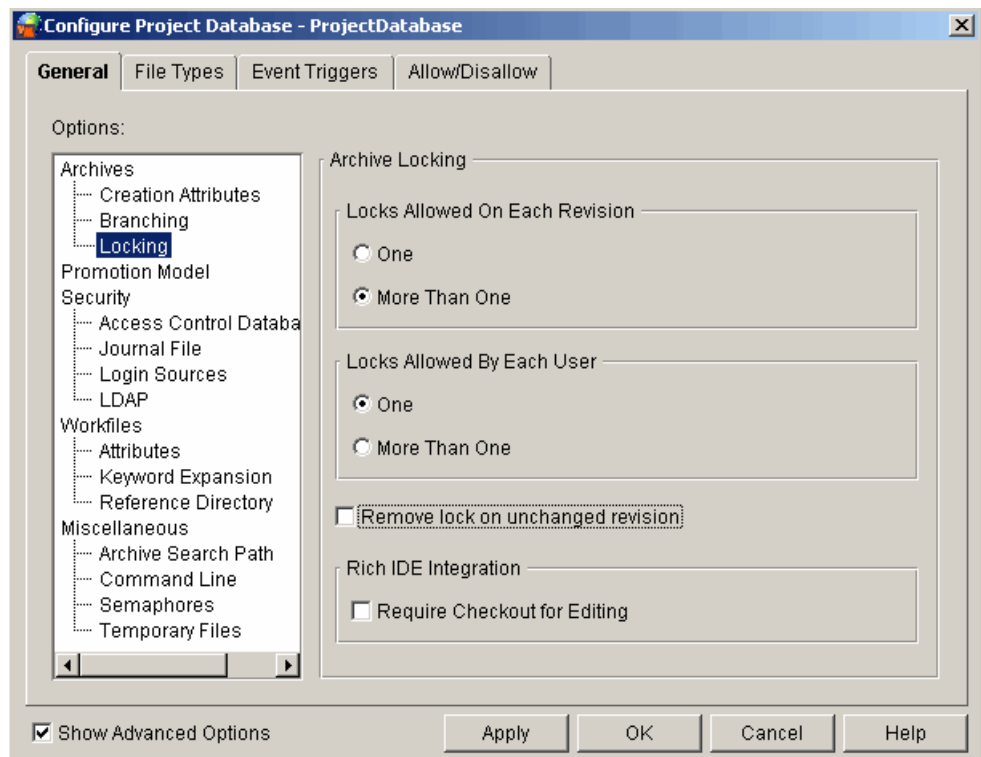 Configure Project Database - ProjectDatabase
General
File Types
Event Triggers
Allow/Disallow
Options:
Archives
Creation Attributes
Branching
Locking
Promotion Model
Security
Access Control Databa
Journal File
Login Sources
LDAP
Workfiles
Attributes
Keyword Expansion
Reference Directory
Miscellaneous
Archive Search Path
Command Line
Semaphores
Temporary Files
Archive Locking
Locks Allowed On Each Revision
One
More Than One
Locks Allowed By Each User
One
More Than One
Remove lock on unchanged revision
Rich IDE Integration
Require Checkout for Editing
Show Advanced Options
Apply
OK
Cancel
Help